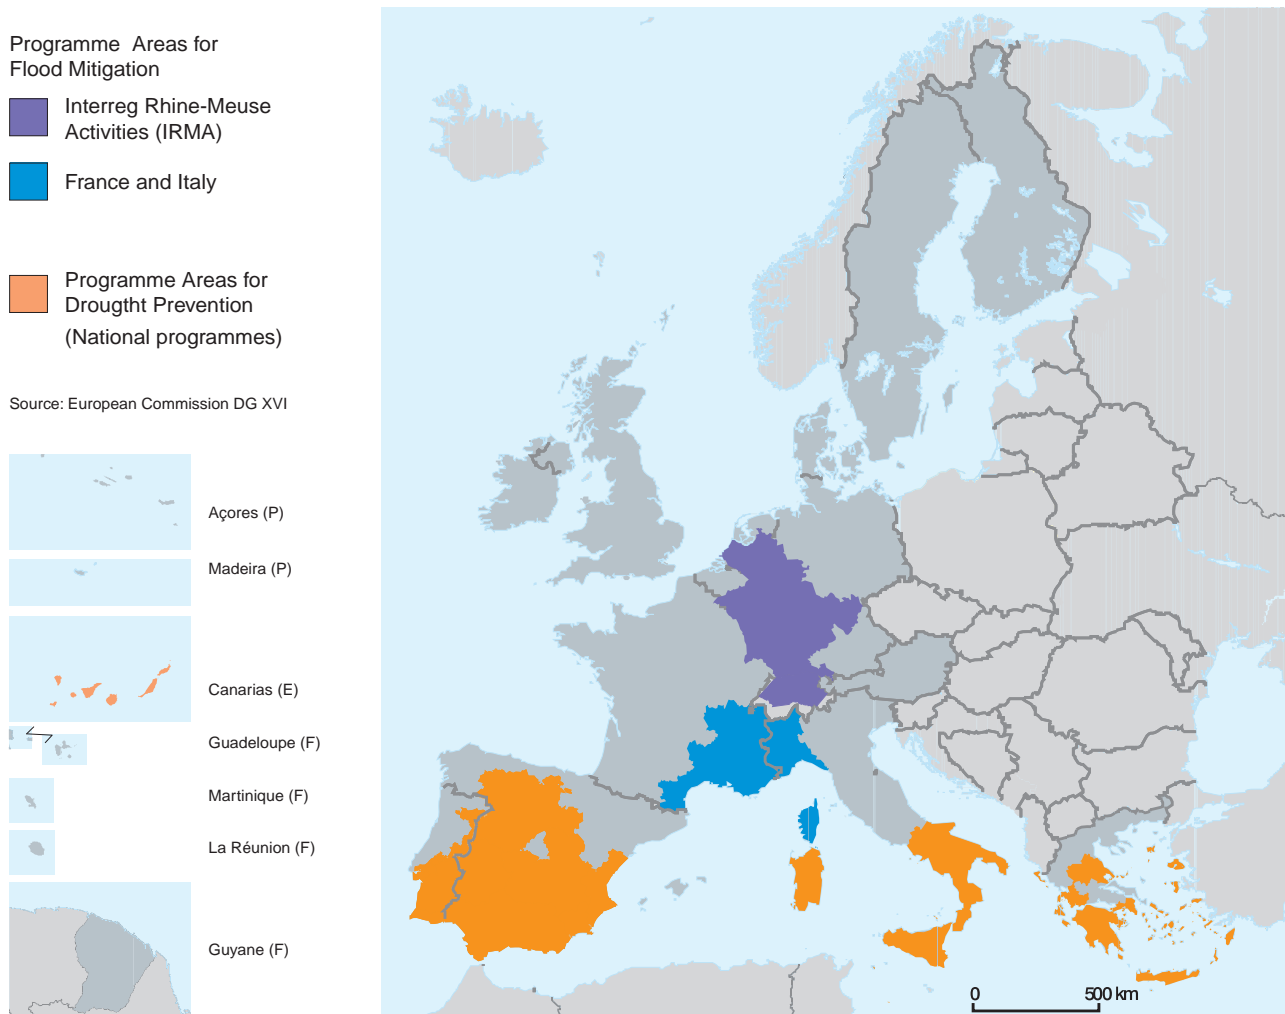 Programme Areas for
Flood Mitigation
Interreg Rhine-Meuse
Activities (IRMA)
France and Italy
Programme Areas for
Drougtht Prevention
(National programmes)
Source: European Commission DG XVI
Açores (P)
Madeira (P)
Canarias (E)
Guadeloupe (F)
Martinique (F)
La Réunion (F)
Guyane (F)
0 500 km